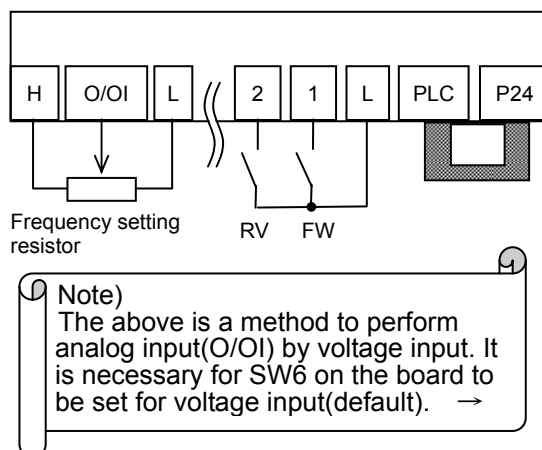 H O/OI L 2 1 L PLC P24
Frequency setting
resistor
RV FW
Note)
The above is a method to perform
analog input(O/OI) by voltage input. It
is necessary for SW6 on the board to
be set for voltage input(default). →